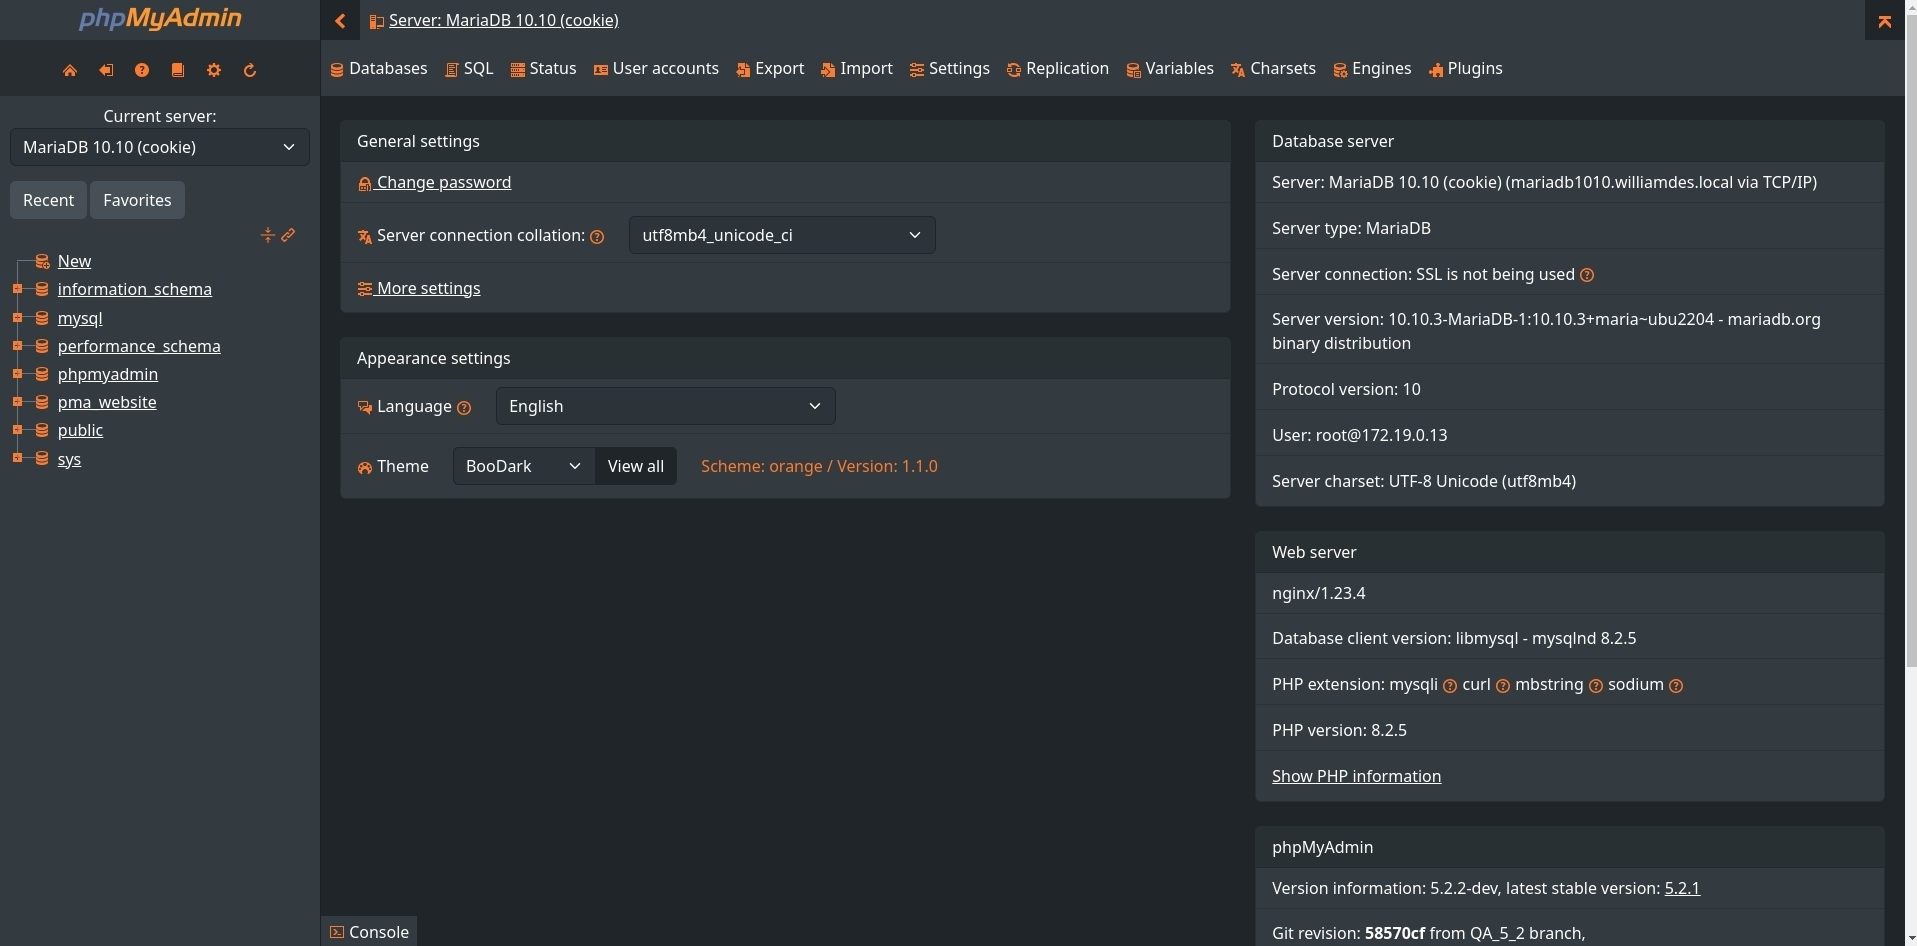 phpMyAdmin
Current server:
MariaDB 10.10 (cookie)
Recent Favorites
New
information_schema
mysql
performance_schema
phpmyadmin
pma_website
public
sys
Server: MariaDB 10.10 (cookie)
Databases SQL Status User accounts Export Import Settings Replication Variables Charsets Engines Plugins
General settings
Change password
Server connection collation: utf8mb4_unicode_ci
More settings
Appearance settings
Language English
Theme BooDark View all Scheme: orange / Version: 1.1.0
Database server
Server: MariaDB 10.10 (cookie) (mariadb1010.williamdes.local via TCP/IP)
Server type: MariaDB
Server connection: SSL is not being used
Server version: 10.10.3-MariaDB-1:10.10.3+maria~ubu2204 - mariadb.org
binary distribution
Protocol version: 10
User: root@172.19.0.13
Server charset: UTF-8 Unicode (utf8mb4)
Web server
nginx/1.23.4
Database client version: libmysql - mysqlnd 8.2.5
PHP extension: mysqli curl mbstring sodium
PHP version: 8.2.5
Show PHP information
phpMyAdmin
Version information: 5.2.2-dev, latest stable version: 5.2.1
Git revision: 58570cf from QA_5_2 branch,
Console